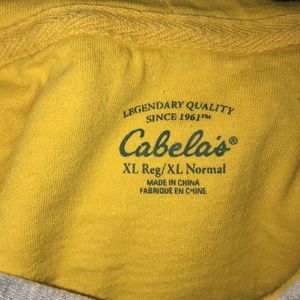 LEGENDARY QUALITY
SINCE 1961™
Cabela's®
XL Reg/XL Normal
MADE IN CHINA
FABRIQUÉ EN CHINE